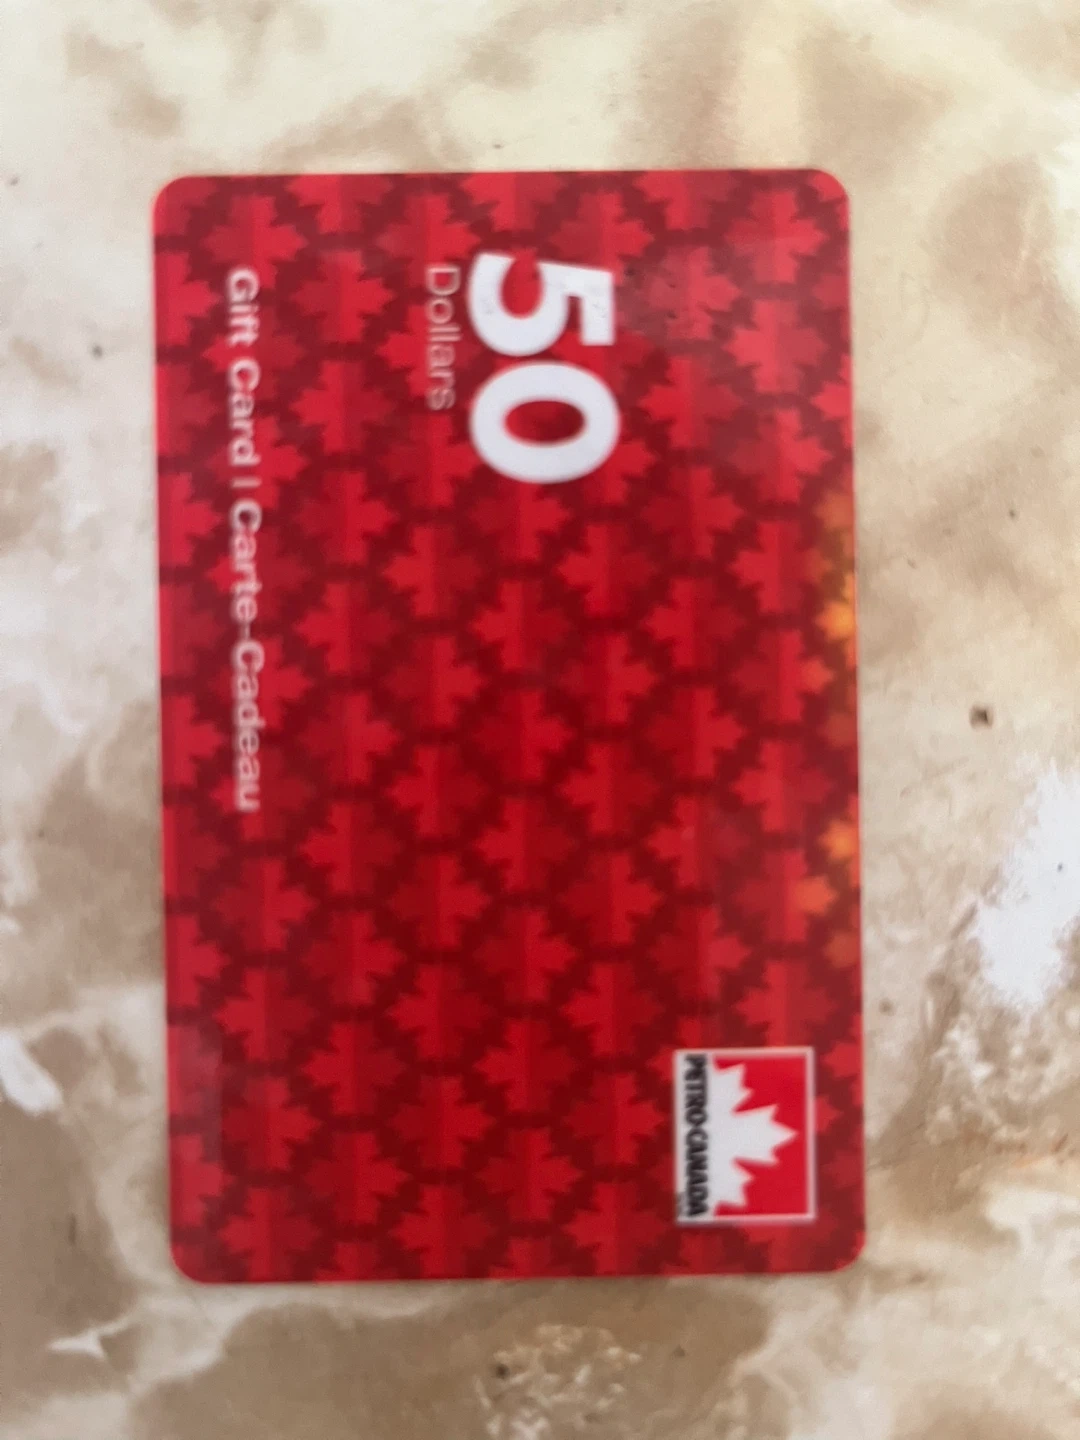 PETRO-CANADA
50
Dollars
Gift Card | Carte-Cadeau